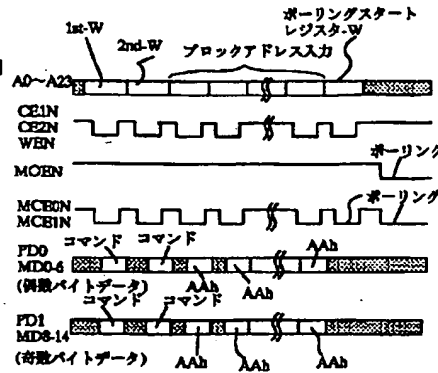 ポーリングスタート
レジスタ-W
1st-W
2nd-W
ブロックアドレス入力
A0～A23
CE1N
CE2N
WEN
ポーリング
MOEN
ポーリング
MCE0N
MCE1N
コマンド
コマンド
AAh
PD0
MD0-6
(偶数バイトデータ)
AAh
AAh
コマンド
コマンド
PD1
MD8-14
(奇数バイトデータ)
AAh
AAh
AAh